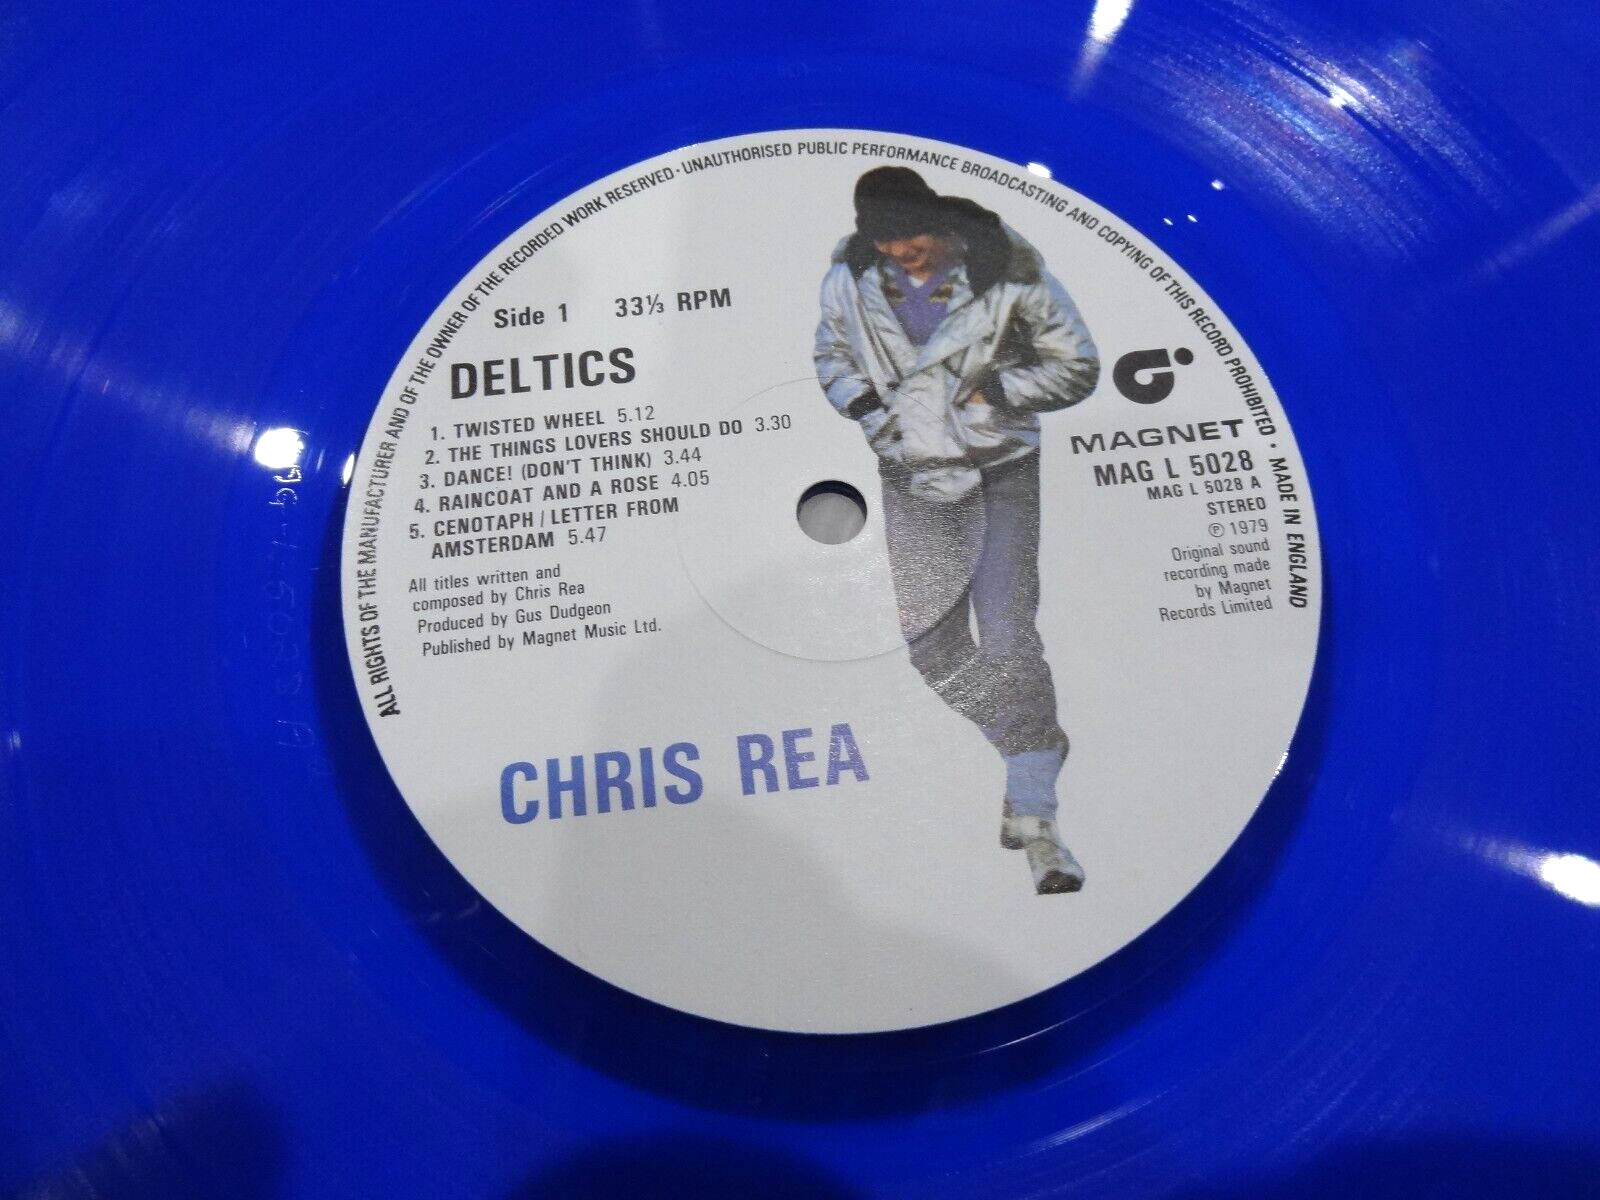 ALL RIGHTS OF THE MANUFACTURER AND OF THE OWNER OF THE RECORDED WORK RESERVED · UNAUTHORISED PUBLIC PERFORMANCE BROADCASTING AND COPYING OF THIS RECORD PROHIBITED · MADE IN ENGLAND
Side 1 33⅓ RPM
DELTICS
1. TWISTED WHEEL 5.12
2. THE THINGS LOVERS SHOULD DO 3.30
3. DANCE! (DON'T THINK) 3.44
4. RAINCOAT AND A ROSE 4.05
5. CENOTAPH / LETTER FROM
AMSTERDAM 5.47
All titles written and
composed by Chris Rea
Produced by Gus Dudgeon
Published by Magnet Music Ltd.
MAGNET
MAG L 5028
MAG L 5028 A
STEREO
℗ 1979
Original sound
recording made
by Magnet
Records Limited
CHRIS REA